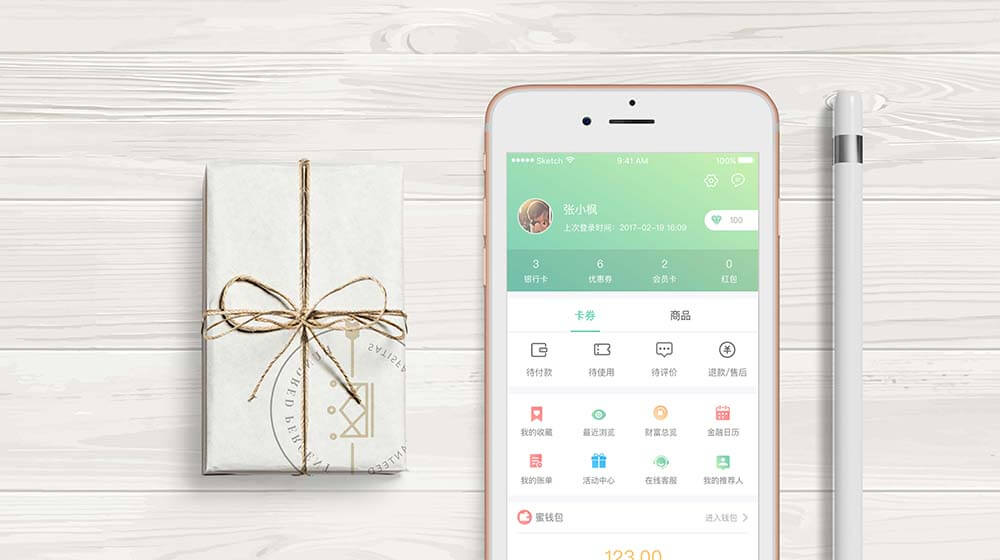 Sketch
9:41 AM
100%
张小枫
上次登录时间：2017-02-19 16:09
100
3
6
2
0
银行卡
优惠券
会员卡
红包
卡券
商品
待付款
待使用
待评价
退款/售后
我的收藏
最近浏览
财富总览
金融日历
我的账单
活动中心
在线客服
我的推荐人
蜜钱包
进入钱包
123.00